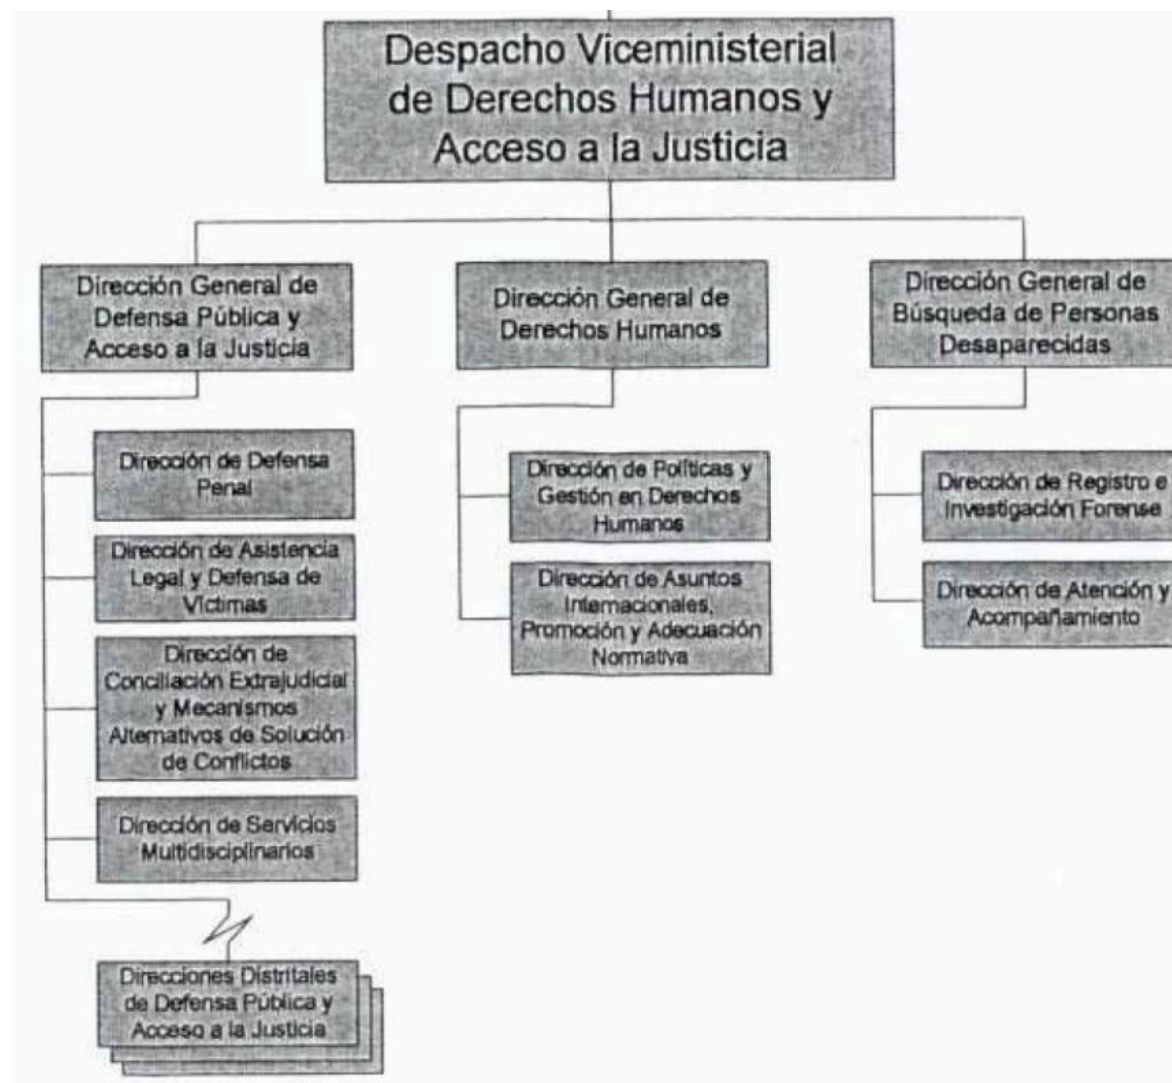 Despacho Viceministerial
de Derechos Humanos y
Acceso a la Justicia
Dirección General de
Defensa Pública y
Acceso a la Justicia
Dirección de Defensa
Penal
Dirección de Asistencia
Legal y Defensa de
Víctimas
Dirección de
Conciliación Extrajudicial
y Mecanismos
Alternativos de Solución
de Conflictos
Dirección de Servicios
Multidisciplinarios
Direcciones Distritales
de Defensa Pública y
Acceso a la Justicia
Dirección General de
Derechos Humanos
Dirección de Políticas y
Gestión en Derechos
Humanos
Dirección de Asuntos
Internacionales,
Promoción y Adecuación
Normativa
Dirección General de
Búsqueda de Personas
Desaparecidas
Dirección de Registro e
Investigación Forense
Dirección de Atención y
Acompañamiento